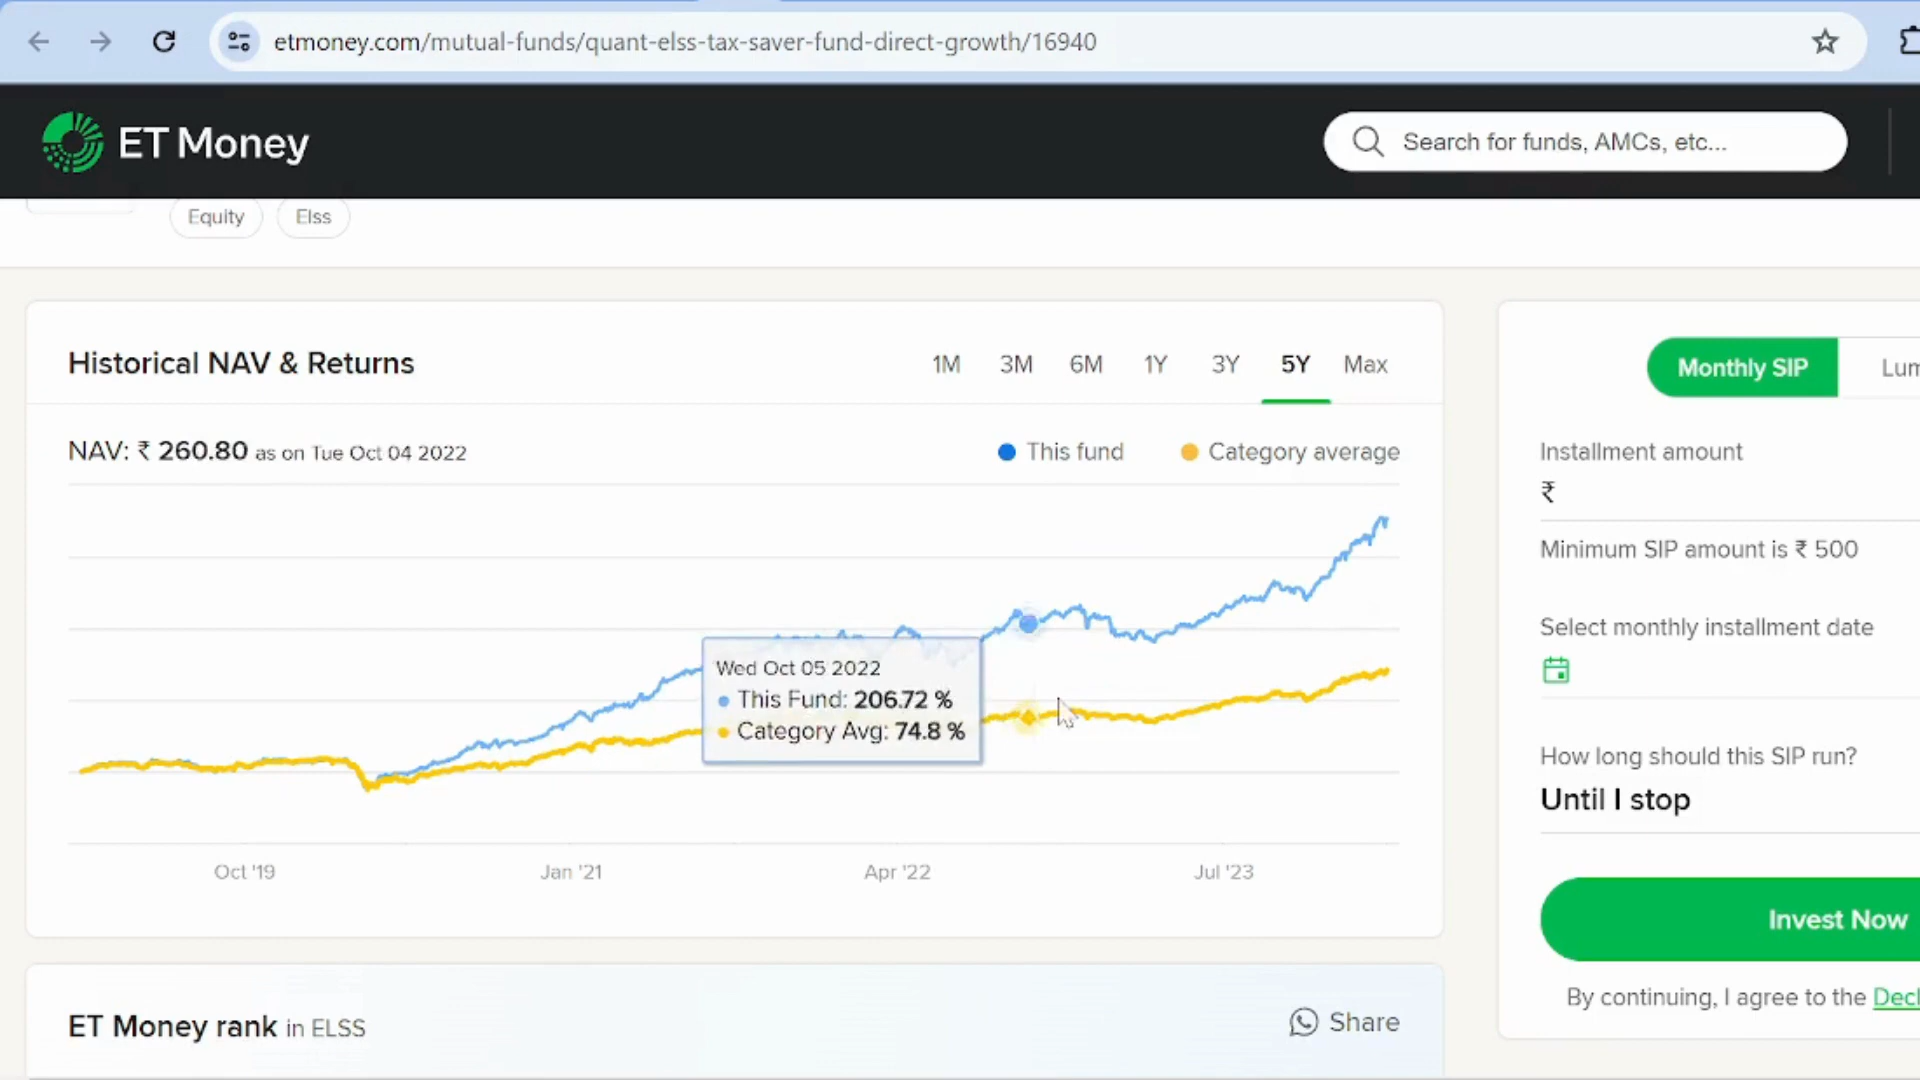 etmoney.com/mutual-funds/quant-elss-tax-saver-fund-direct-growth/16940
ET Money
Search for funds, AMCs, etc...
Equity
Elss
Historical NAV & Returns
1M 3M 6M 1Y 3Y 5Y Max
NAV: ₹ 260.80 as on Tue Oct 04 2022
This fund
Category average
Wed Oct 05 2022
This Fund: 206.72 %
Category Avg: 74.8 %
Oct '19
Jan '21
Apr '22
Jul '23
ET Money rank in ELSS
Share
Monthly SIP
Lum
Installment amount
₹
Minimum SIP amount is ₹ 500
Select monthly installment date
How long should this SIP run?
Until I stop
Invest Now
By continuing, I agree to the Decl